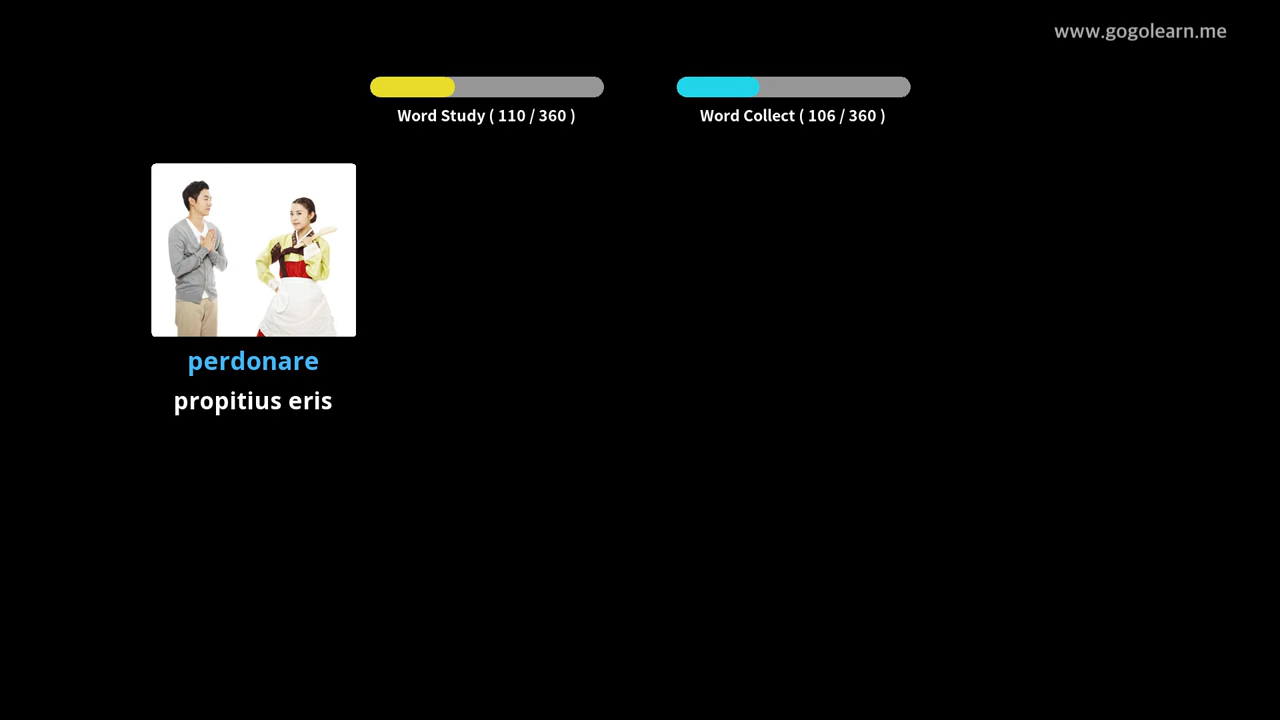 www.gogolearn.me
Word Study ( 110 / 360 )
Word Collect ( 106 / 360 )
perdonare
propitius eris